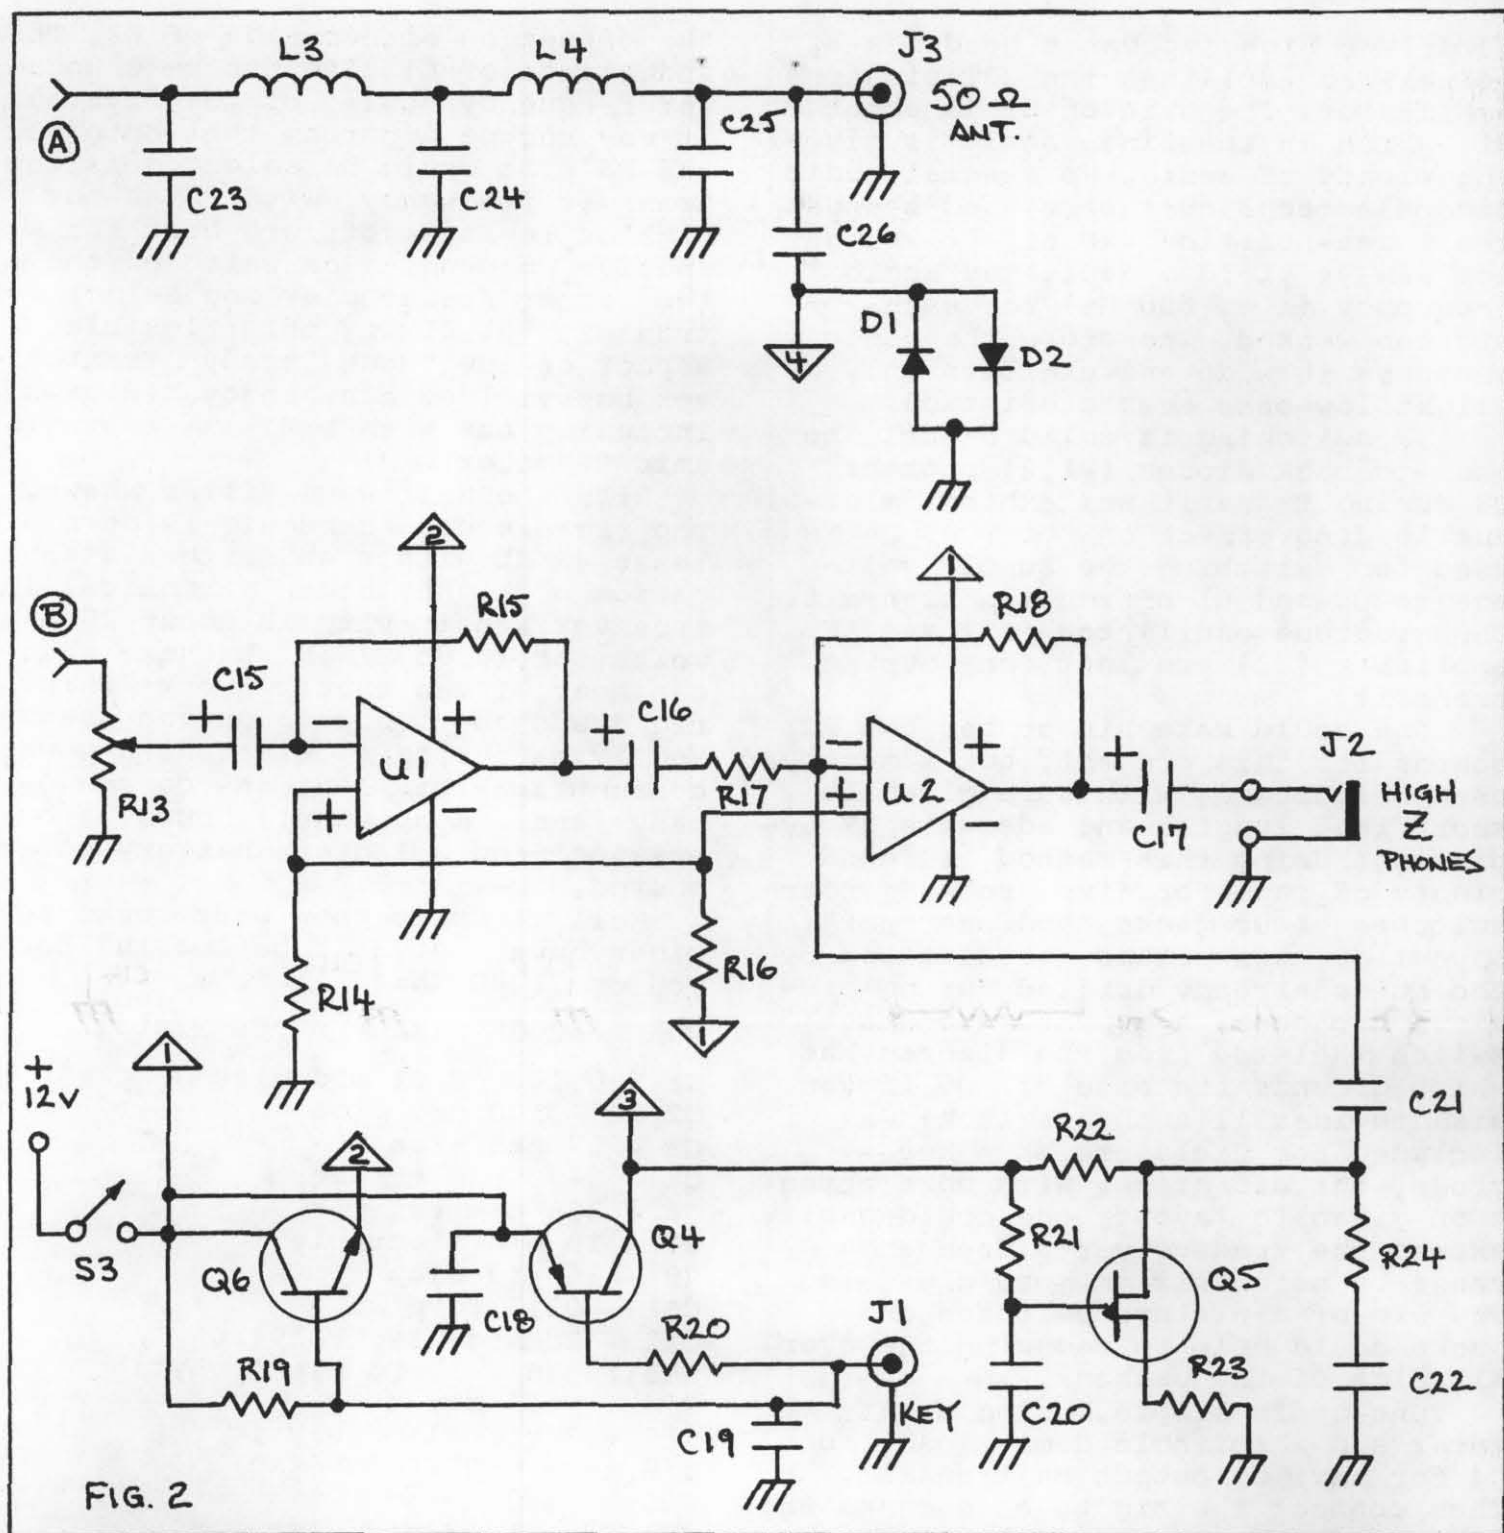 L3
L4
J3
50 Ω
ANT.
A
C23
C24
C25
C26
D1
D2
4
2
1
B
R15
R18
C15
+
−
+
U1
+
−
R13
+
C16
R17
−
+
U2
+
−
+
C17
J2
HIGH
Z
PHONES
R14
R16
1
+
12V
1
2
3
S3
Q6
C18
Q4
R19
R20
J1
KEY
C19
R22
R21
Q5
C20
R23
C21
R24
C22
FIG. 2